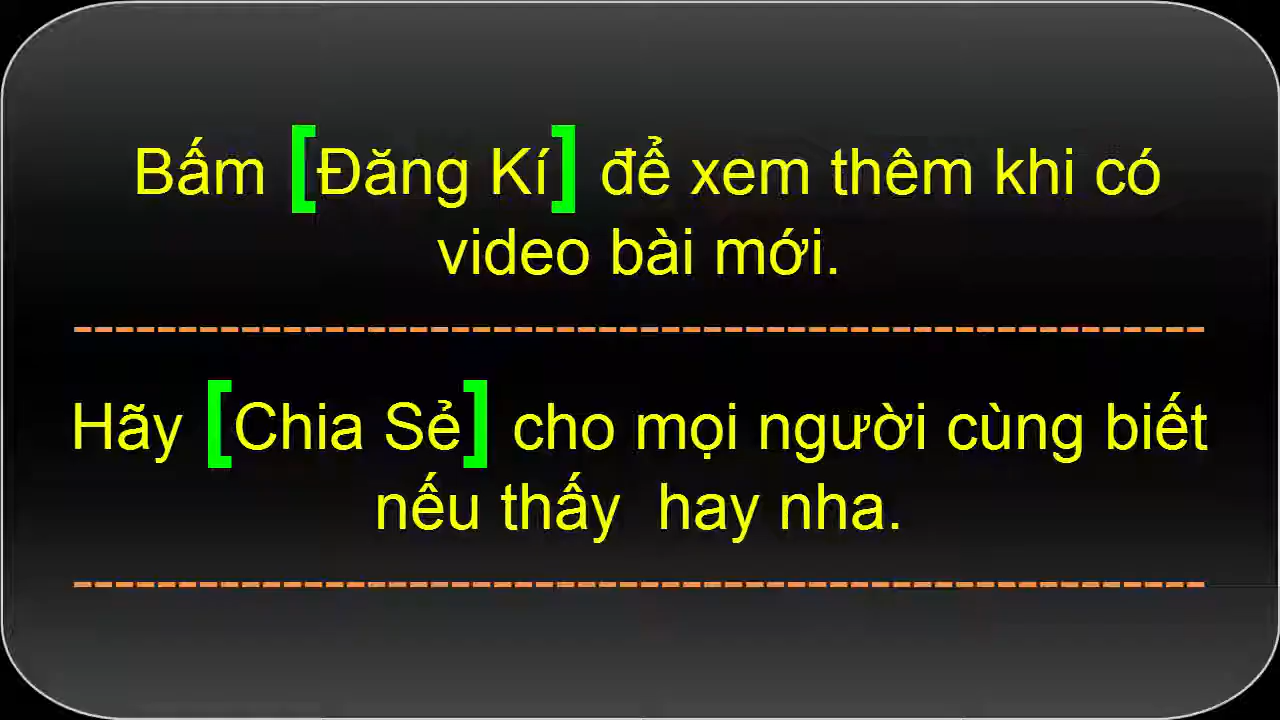 Bấm [Đăng Kí] để xem thêm khi có
video bài mới.
------------------------------------------------------
Hãy [Chia Sẻ] cho mọi người cùng biết
nếu thấy  hay nha.
------------------------------------------------------